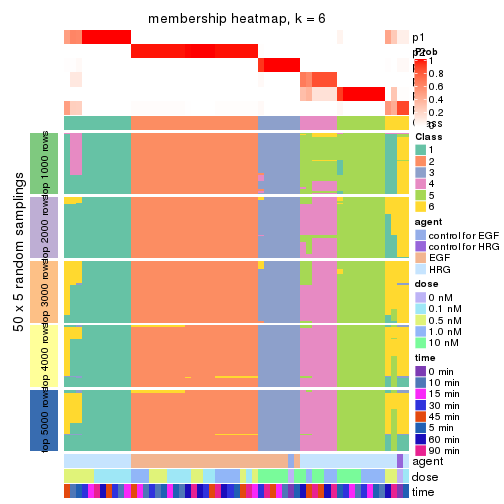 membership heatmap, k = 6
p1
p2
Prob
1
0.8
0.6
0.4
0.2
0
Class
1
2
3
4
5
6
agent
control for EGF
control for HRG
EGF
HRG
dose
0 nM
0.1 nM
0.5 nM
1.0 nM
10 nM
time
0 min
10 min
15 min
30 min
45 min
5 min
60 min
90 min
50 x 5 random samplings
top 1000 rows
top 2000 rows
top 3000 rows
top 4000 rows
top 5000 rows
agent
dose
time